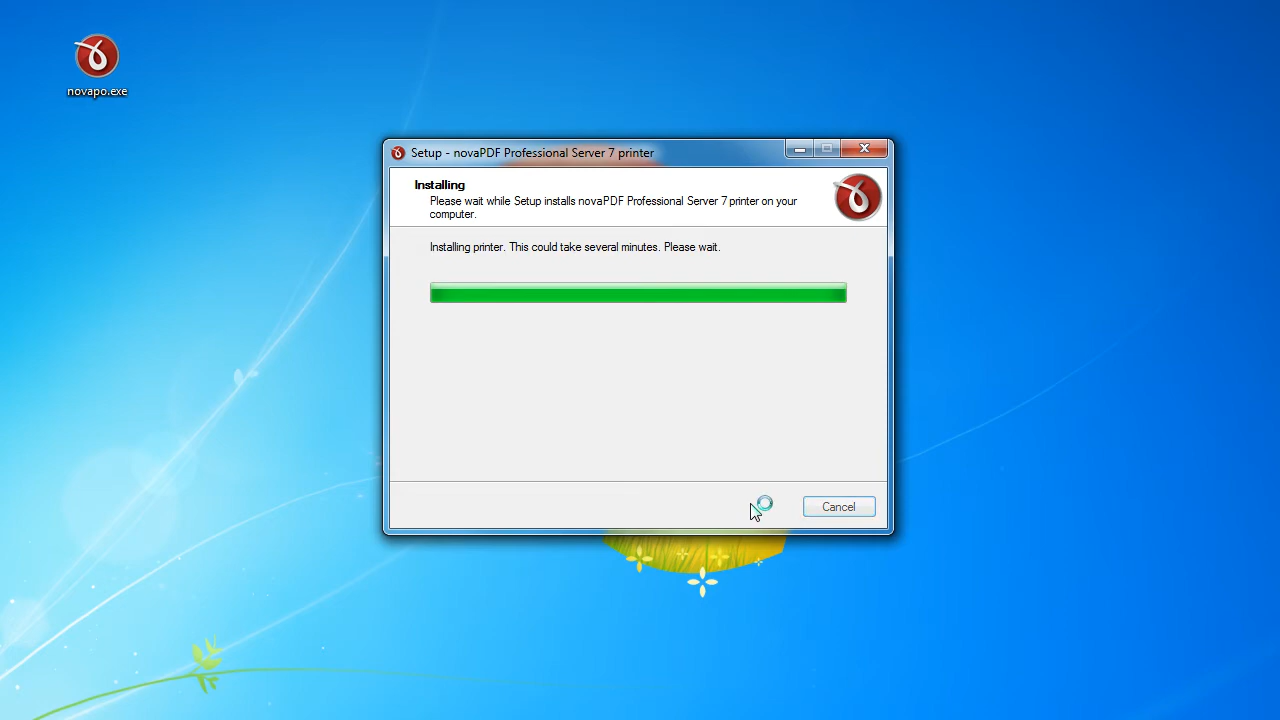 novapo.exe
Setup - novaPDF Professional Server 7 printer
Installing
Please wait while Setup installs novaPDF Professional Server 7 printer on your
computer.
Installing printer. This could take several minutes. Please wait.
Cancel